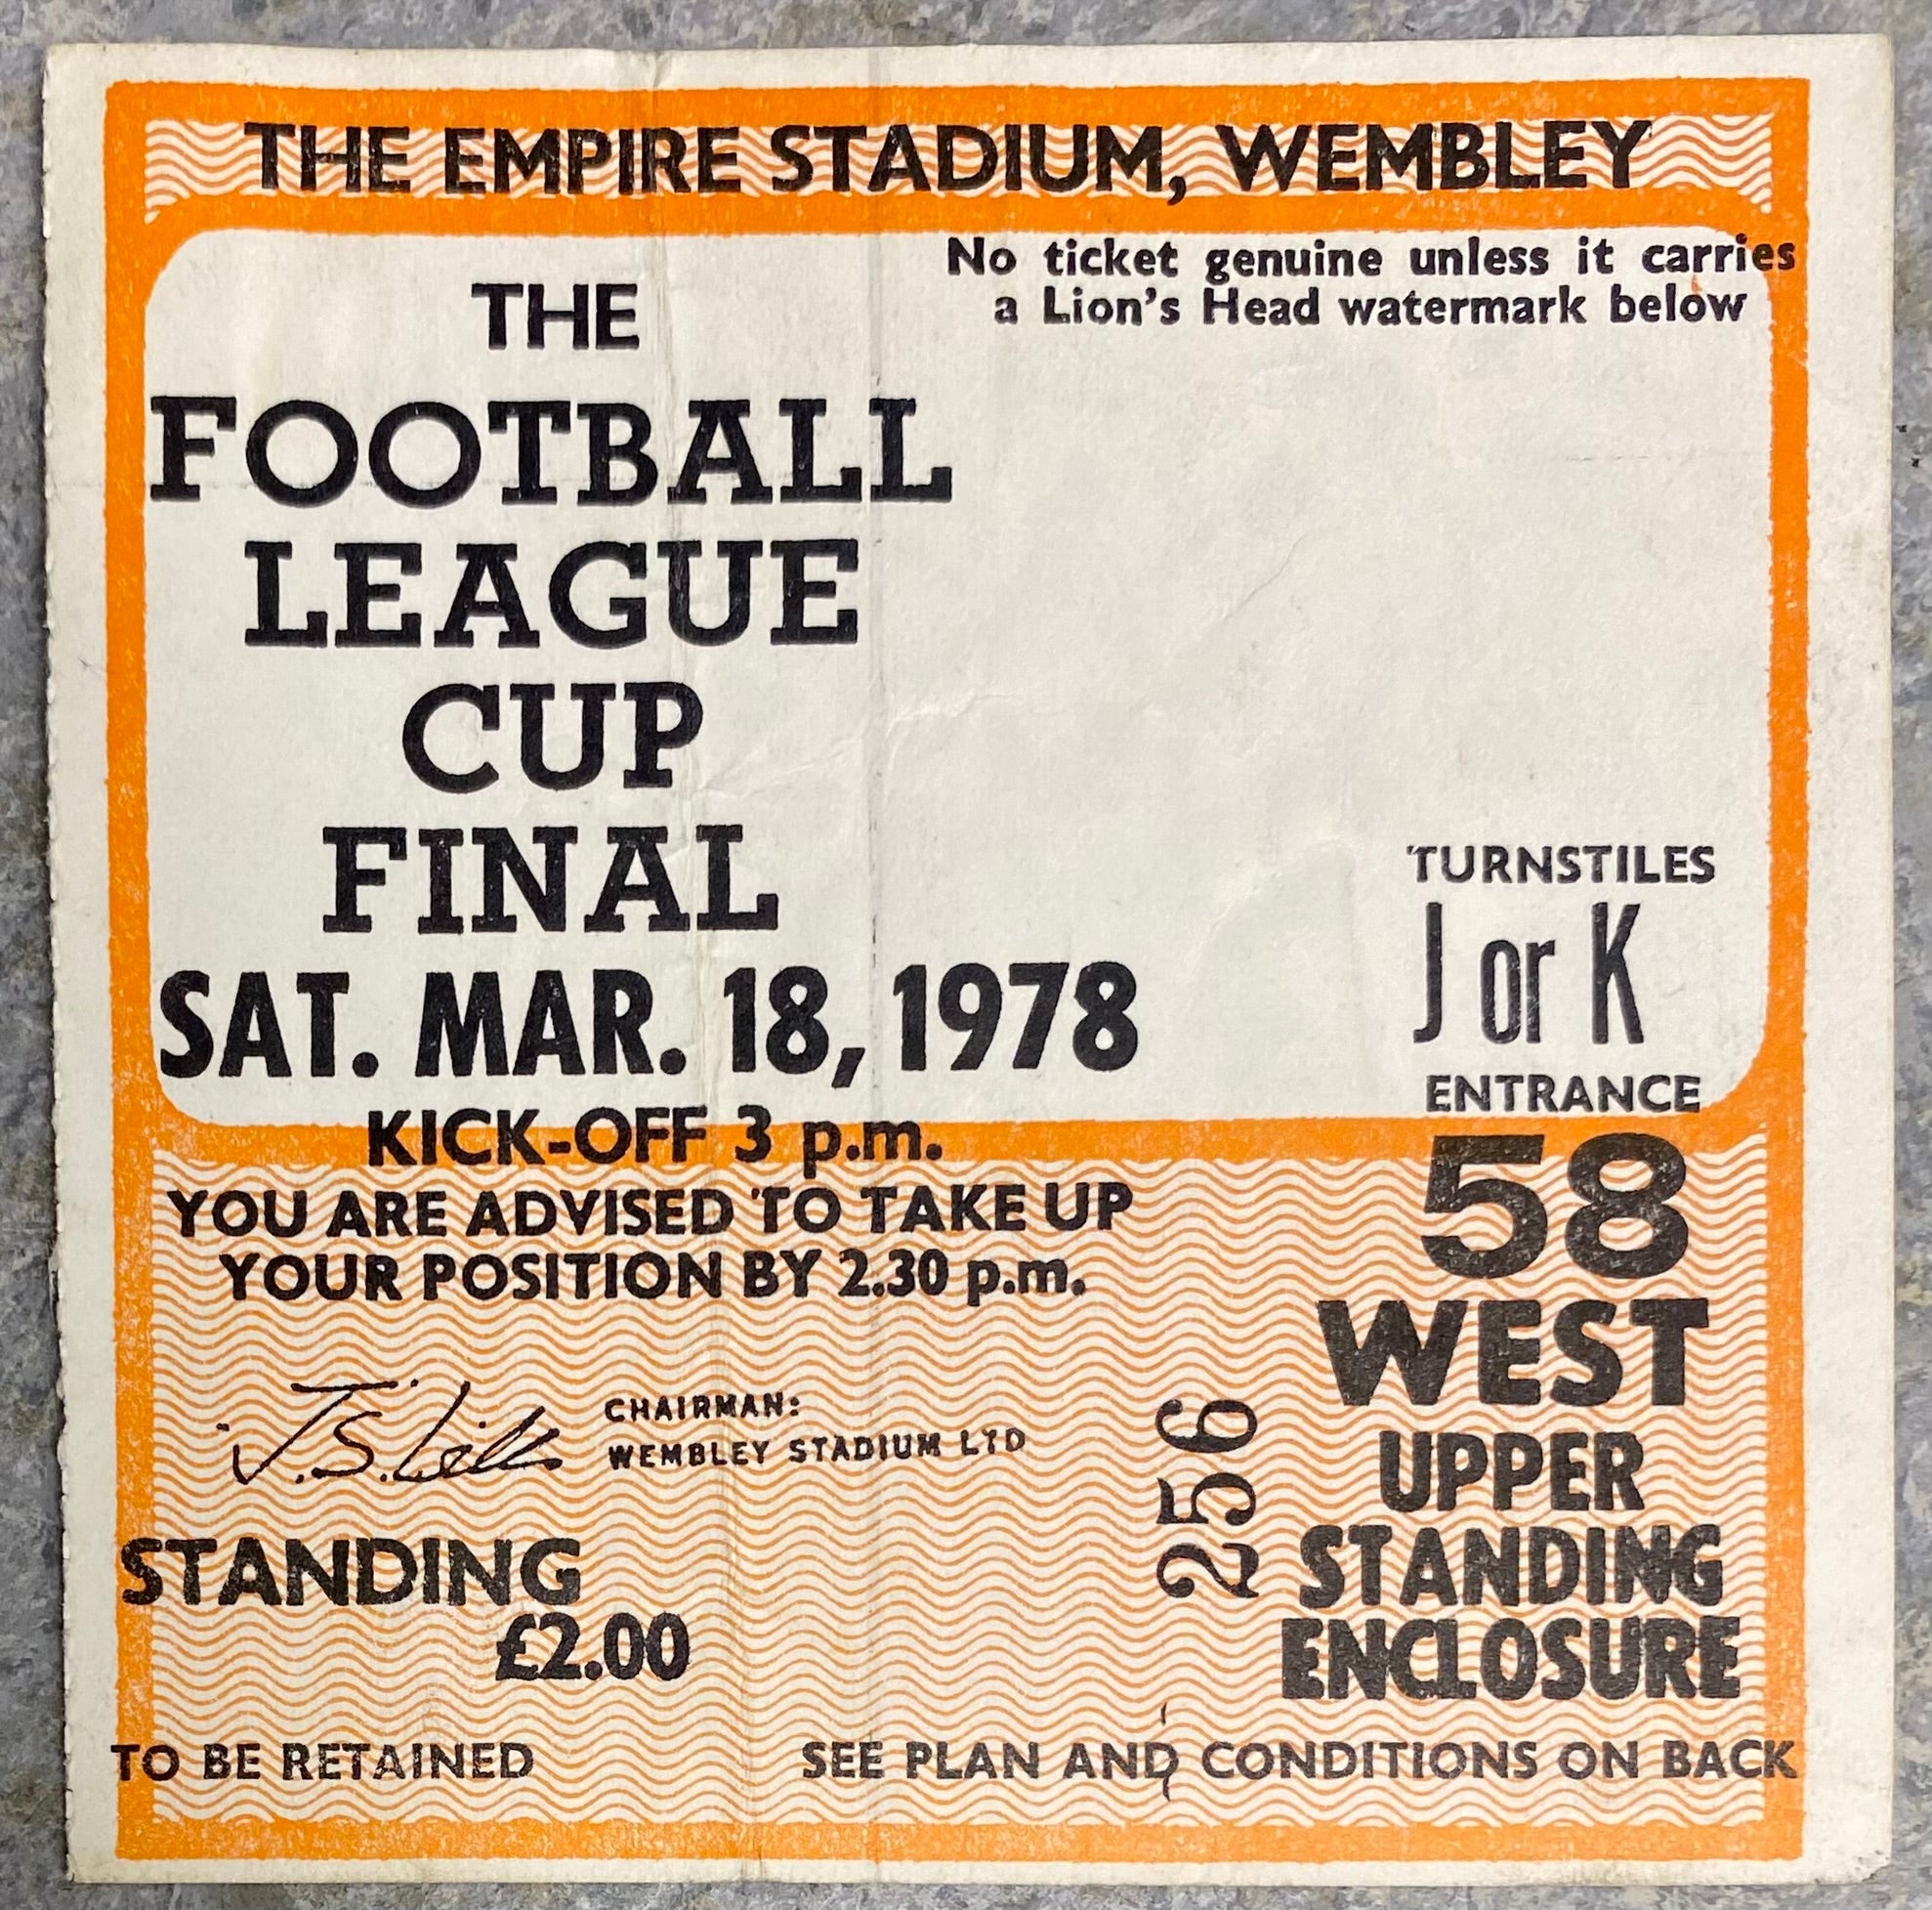 THE EMPIRE STADIUM, WEMBLEY
No ticket genuine unless it carries
a Lion's Head watermark below
THE
FOOTBALL
LEAGUE
CUP
FINAL
SAT. MAR. 18, 1978
KICK-OFF 3 p.m.
YOU ARE ADVISED TO TAKE UP
YOUR POSITION BY 2.30 p.m.
CHAIRMAN:
WEMBLEY STADIUM LTD
STANDING
£2.00
TO BE RETAINED
TURNSTILES
J or K
ENTRANCE
58
WEST
UPPER
STANDING
ENCLOSURE
256
SEE PLAN AND CONDITIONS ON BACK